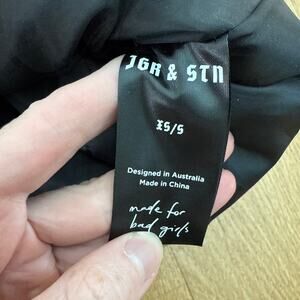 JGR & STN
XS/S
Designed in Australia
Made in China
made for
bad girls